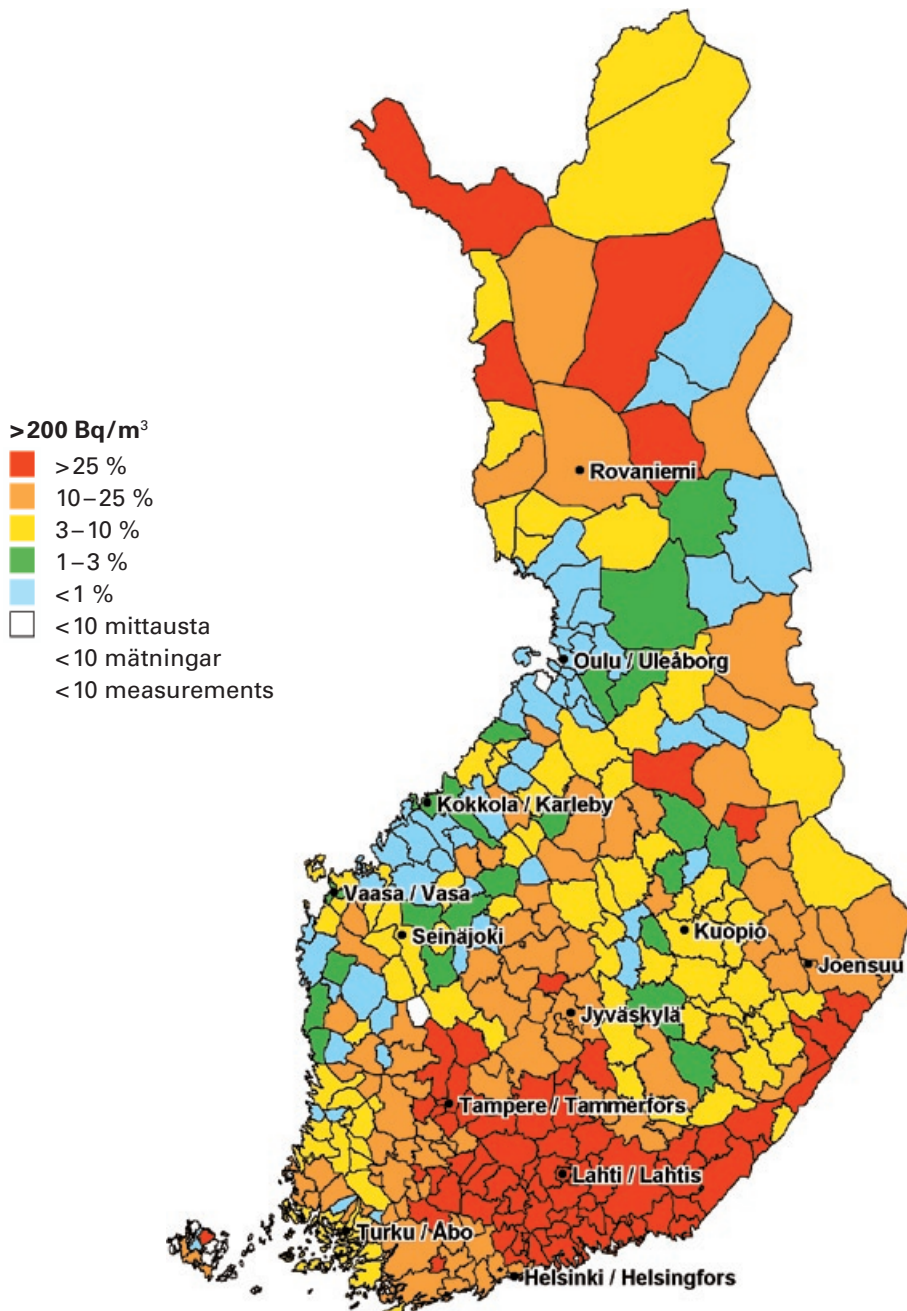 >200 Bq/m³
>25 %
10–25 %
3–10 %
1–3 %
<1 %
<10 mittausta
<10 mätningar
<10 measurements
Rovaniemi
Oulu / Uleåborg
Kokkola / Karleby
Vaasa / Vasa
Seinäjoki
Kuopio
Joensuu
Jyväskylä
Tampere / Tammerfors
Lahti / Lahtis
Turku / Åbo
Helsinki / Helsingfors